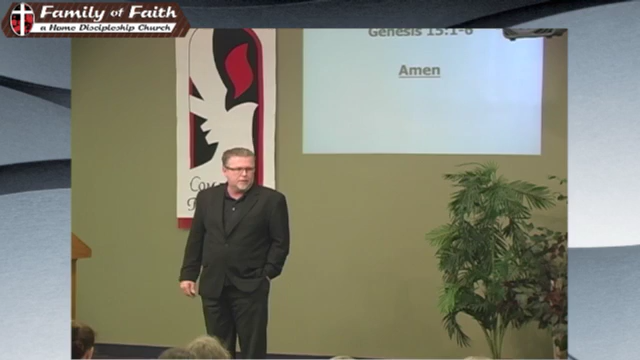 Family of Faith
a Home Discipleship Church
Genesis 15:1-6
Amen